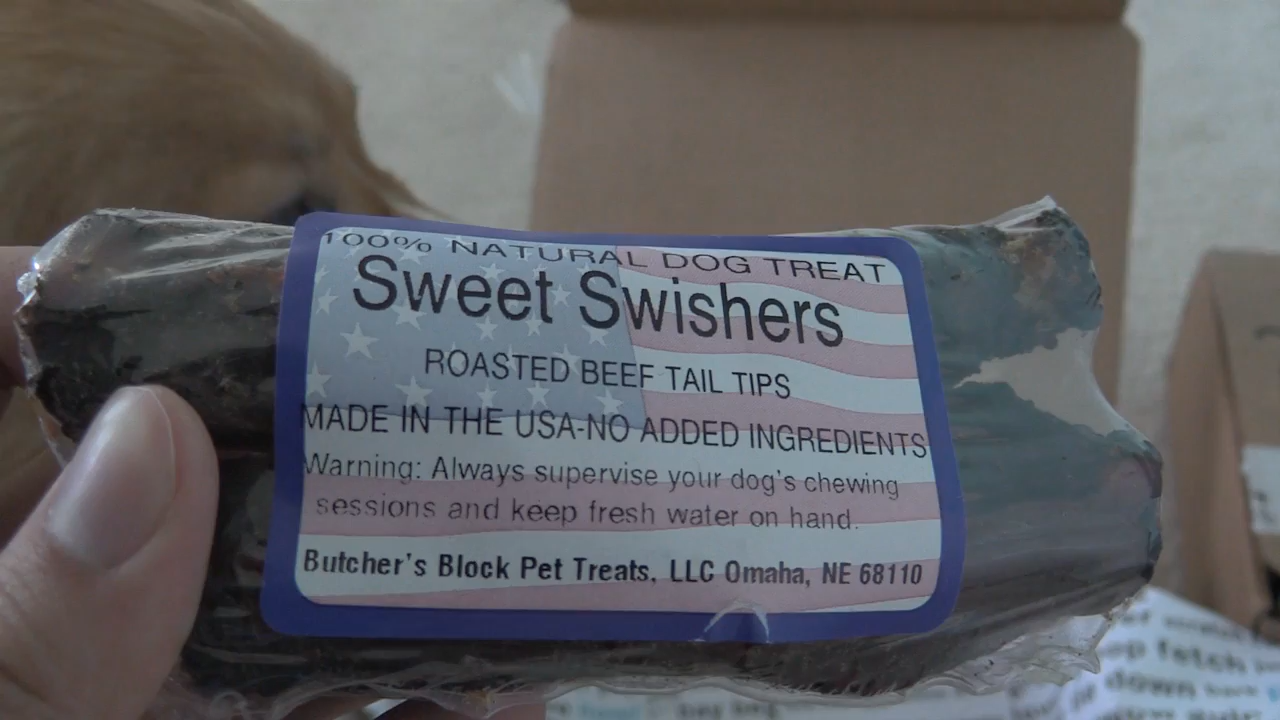 100% NATURAL DOG TREAT
Sweet Swishers
ROASTED BEEF TAIL TIPS
MADE IN THE USA-NO ADDED INGREDIENTS
Warning: Always supervise your dog's chewing
sessions and keep fresh water on hand.
Butcher's Block Pet Treats, LLC Omaha, NE 68110
fetch
down